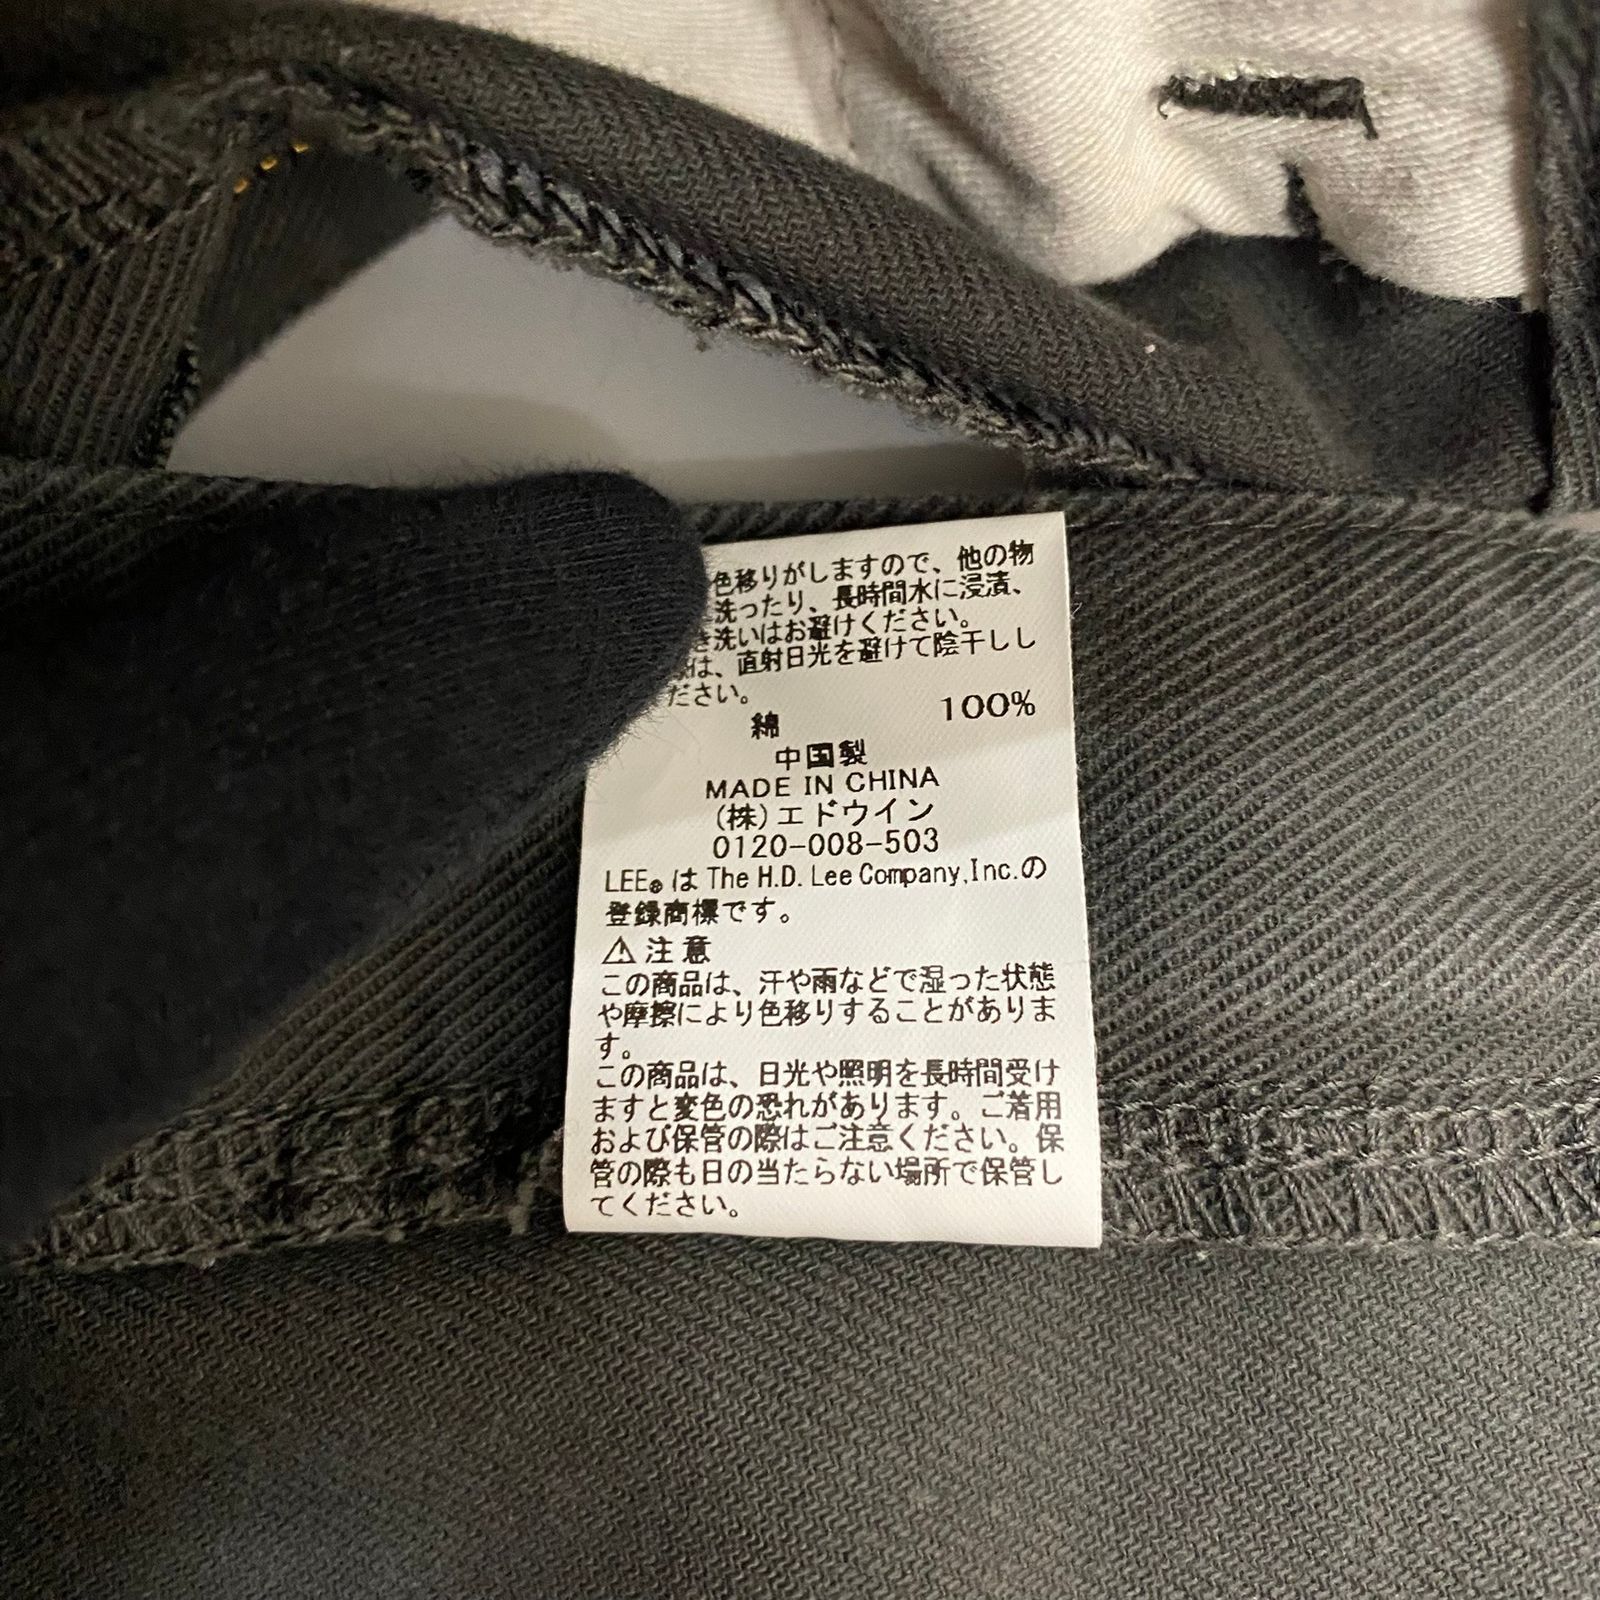 色移りがしますので、他の物
洗ったり、長時間水に浸漬、
き洗いはお避けください。
は、直射日光を避けて陰干しし
ださい。
綿 100%
中国製
MADE IN CHINA
(株)エドウイン
0120-008-503
LEE® は The H.D. Lee Company,Inc.の
登録商標です。
⚠注意
この商品は、汗や雨などで湿った状態
や摩擦により色移りすることがありま
す。
この商品は、日光や照明を長時間受け
ますと変色の恐れがあります。ご着用
および保管の際はご注意ください。保
管の際も日の当たらない場所で保管し
てください。